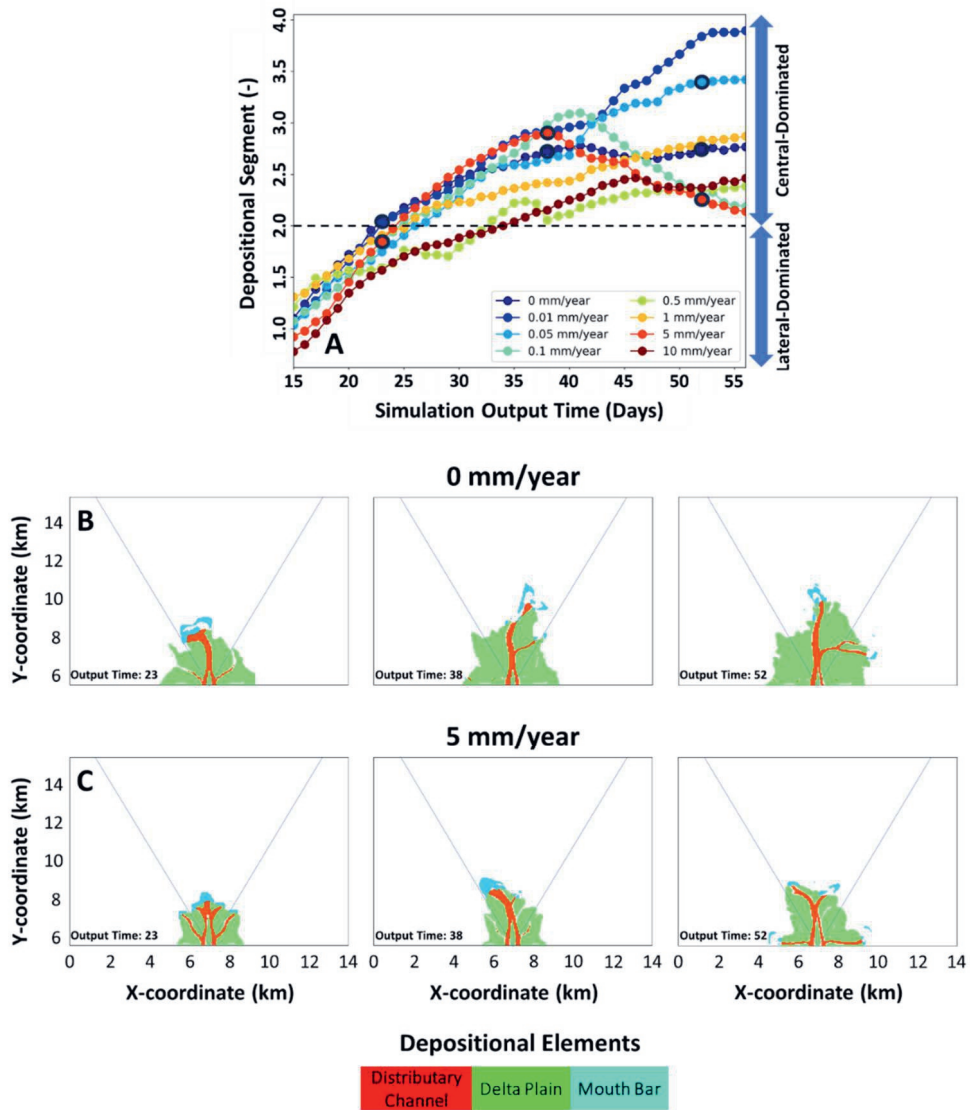 4.0
3.5
3.0
2.5
2.0
1.5
1.0
Depositional Segment (-)
A
0 mm/year
0.01 mm/year
0.05 mm/year
0.1 mm/year
0.5 mm/year
1 mm/year
5 mm/year
10 mm/year
Central-Dominated
Lateral-Dominated
15 20 25 30 35 40 45 50 55
Simulation Output Time (Days)
0 mm/year
B
Y-coordinate (km)
14
12
10
8
6
Output Time: 23
Output Time: 38
Output Time: 52
5 mm/year
C
Y-coordinate (km)
14
12
10
8
6
Output Time: 23
Output Time: 38
Output Time: 52
0 2 4 6 8 10 12 14
0 2 4 6 8 10 12 14
0 2 4 6 8 10 12 14
X-coordinate (km)
X-coordinate (km)
X-coordinate (km)
Depositional Elements
Distributary
Channel
Delta Plain
Mouth Bar